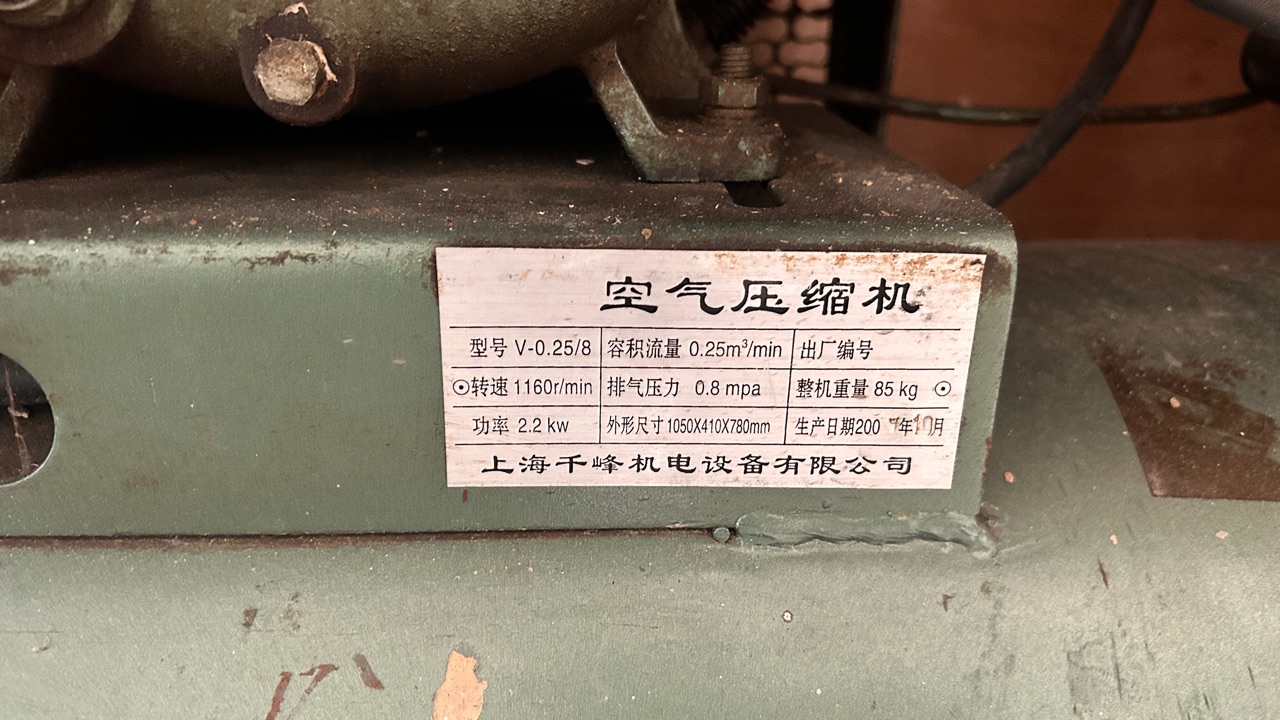 空气压缩机
型号 V-0.25/8 容积流量 0.25m³/min 出厂编号
转速 1160r/min 排气压力 0.8 mpa 整机重量 85 kg
功率 2.2 kw 外形尺寸 1050X410X780mm 生产日期200 年10月
上海千峰机电设备有限公司